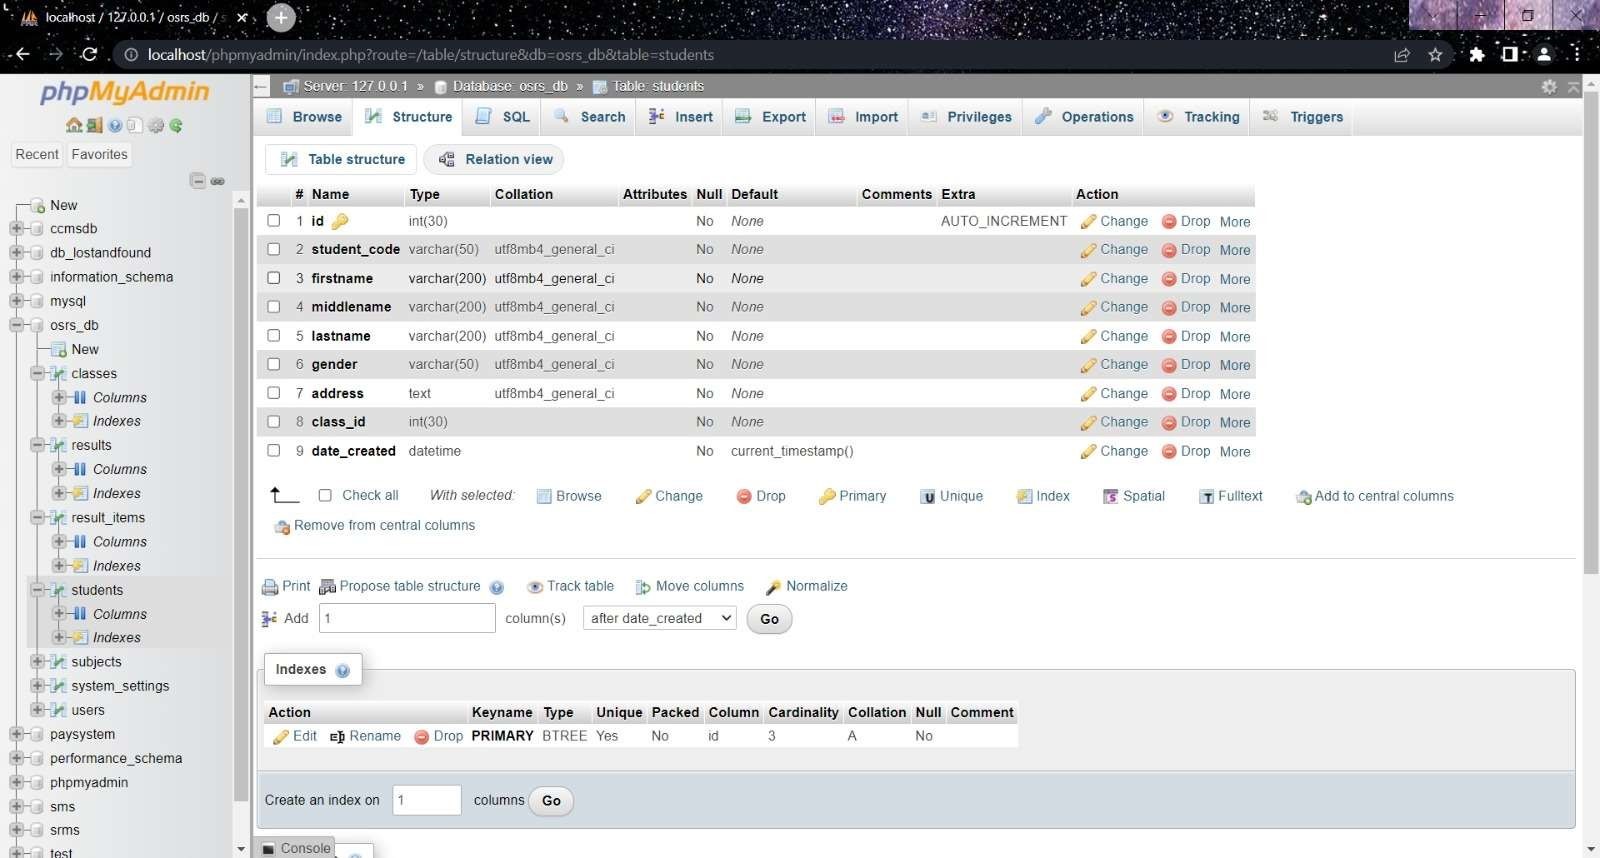 localhost / 127.0.0.1 / osrs_db / s
localhost/phpmyadmin/index.php?route=/table/structure&db=osrs_db&table=students
phpMyAdmin
Recent Favorites
New
ccmsdb
db_lostandfound
information_schema
mysql
osrs_db
New
classes
Columns
Indexes
results
Columns
Indexes
result_items
Columns
Indexes
students
Columns
Indexes
subjects
system_settings
users
paysystem
performance_schema
phpmyadmin
sms
srms
test
Server: 127.0.0.1 » Database: osrs_db » Table: students
Browse Structure SQL Search Insert Export Import Privileges Operations Tracking Triggers
Table structure Relation view
# Name Type Collation Attributes Null Default Comments Extra Action
1 id int(30) No None AUTO_INCREMENT Change Drop More
2 student_code varchar(50) utf8mb4_general_ci No None Change Drop More
3 firstname varchar(200) utf8mb4_general_ci No None Change Drop More
4 middlename varchar(200) utf8mb4_general_ci No None Change Drop More
5 lastname varchar(200) utf8mb4_general_ci No None Change Drop More
6 gender varchar(50) utf8mb4_general_ci No None Change Drop More
7 address text utf8mb4_general_ci No None Change Drop More
8 class_id int(30) No None Change Drop More
9 date_created datetime No current_timestamp() Change Drop More
Check all With selected: Browse Change Drop Primary Unique Index Spatial Fulltext Add to central columns
Remove from central columns
Print Propose table structure Track table Move columns Normalize
Add 1 column(s) after date_created Go
Indexes
Action Keyname Type Unique Packed Column Cardinality Collation Null Comment
Edit Rename Drop PRIMARY BTREE Yes No id 3 A No
Create an index on 1 columns Go
Console